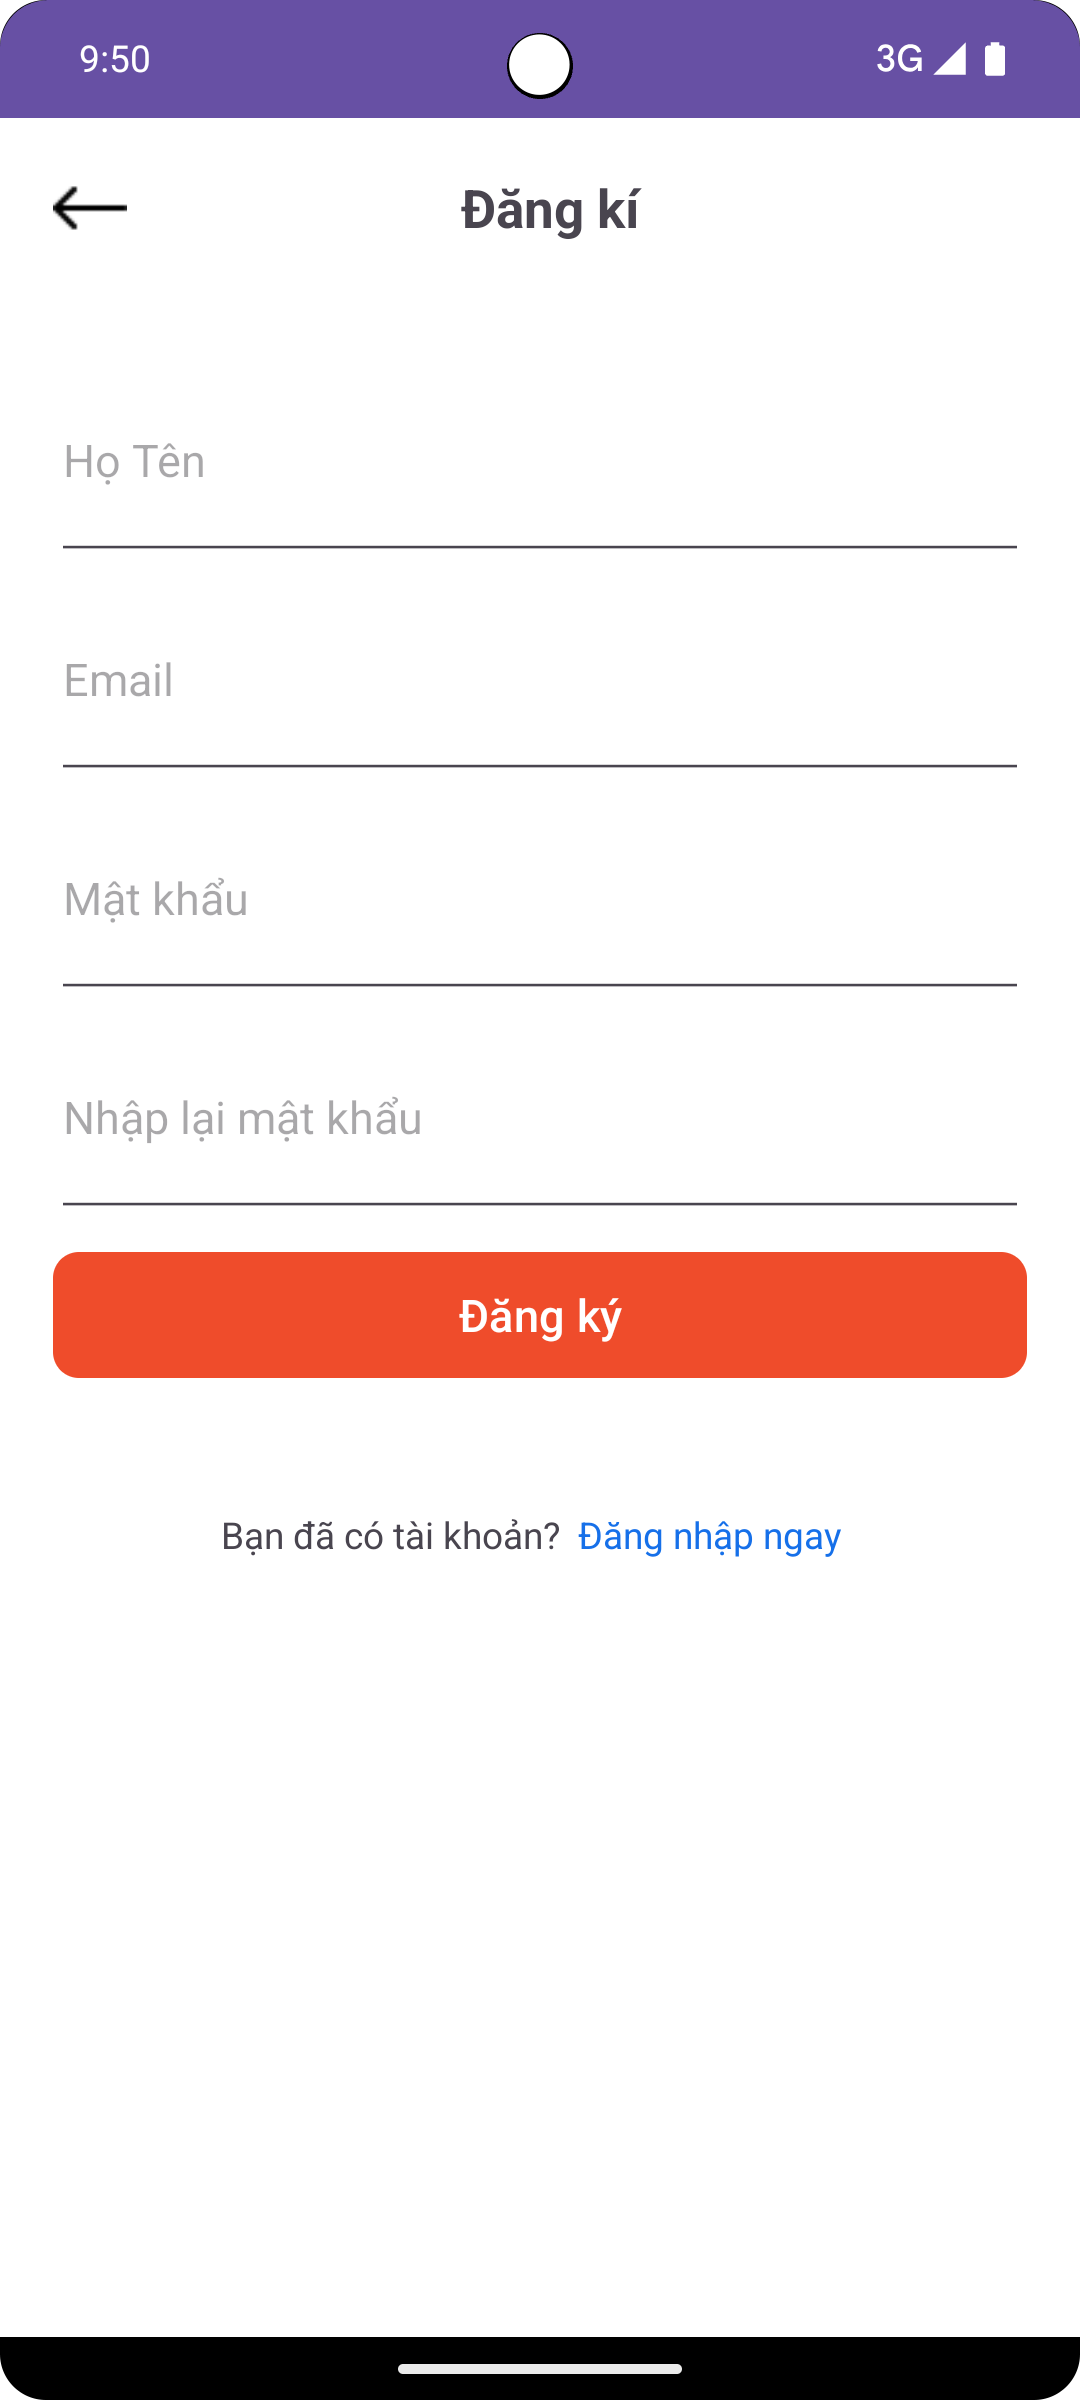 9:50 3G
Đăng kí
Họ Tên
Email
Mật khẩu
Nhập lại mật khẩu
Đăng ký
Bạn đã có tài khoản? Đăng nhập ngay